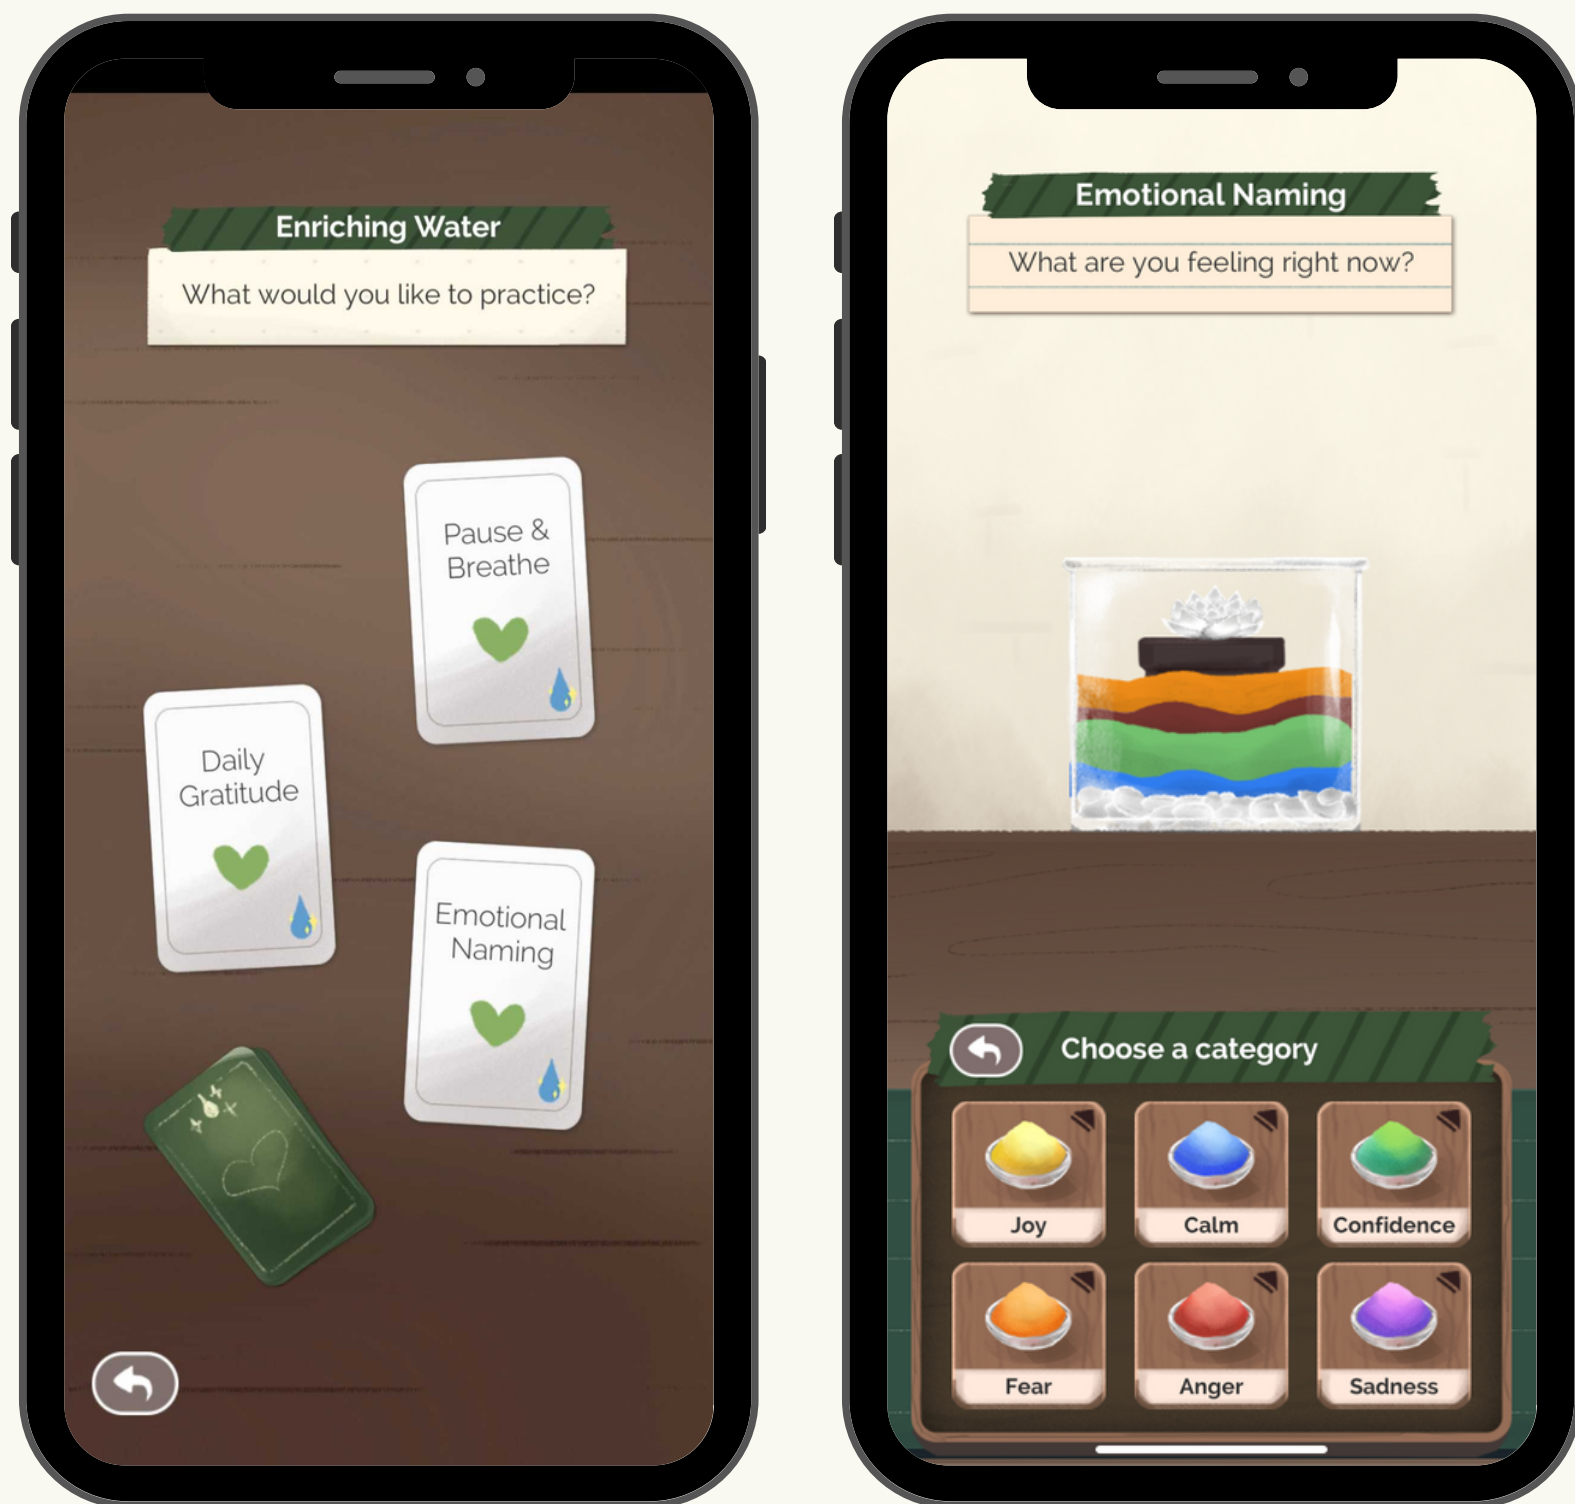 Enriching Water
What would you like to practice?
Pause &
Breathe
Daily
Gratitude
Emotional
Naming
Emotional Naming
What are you feeling right now?
Choose a category
Joy
Calm
Confidence
Fear
Anger
Sadness